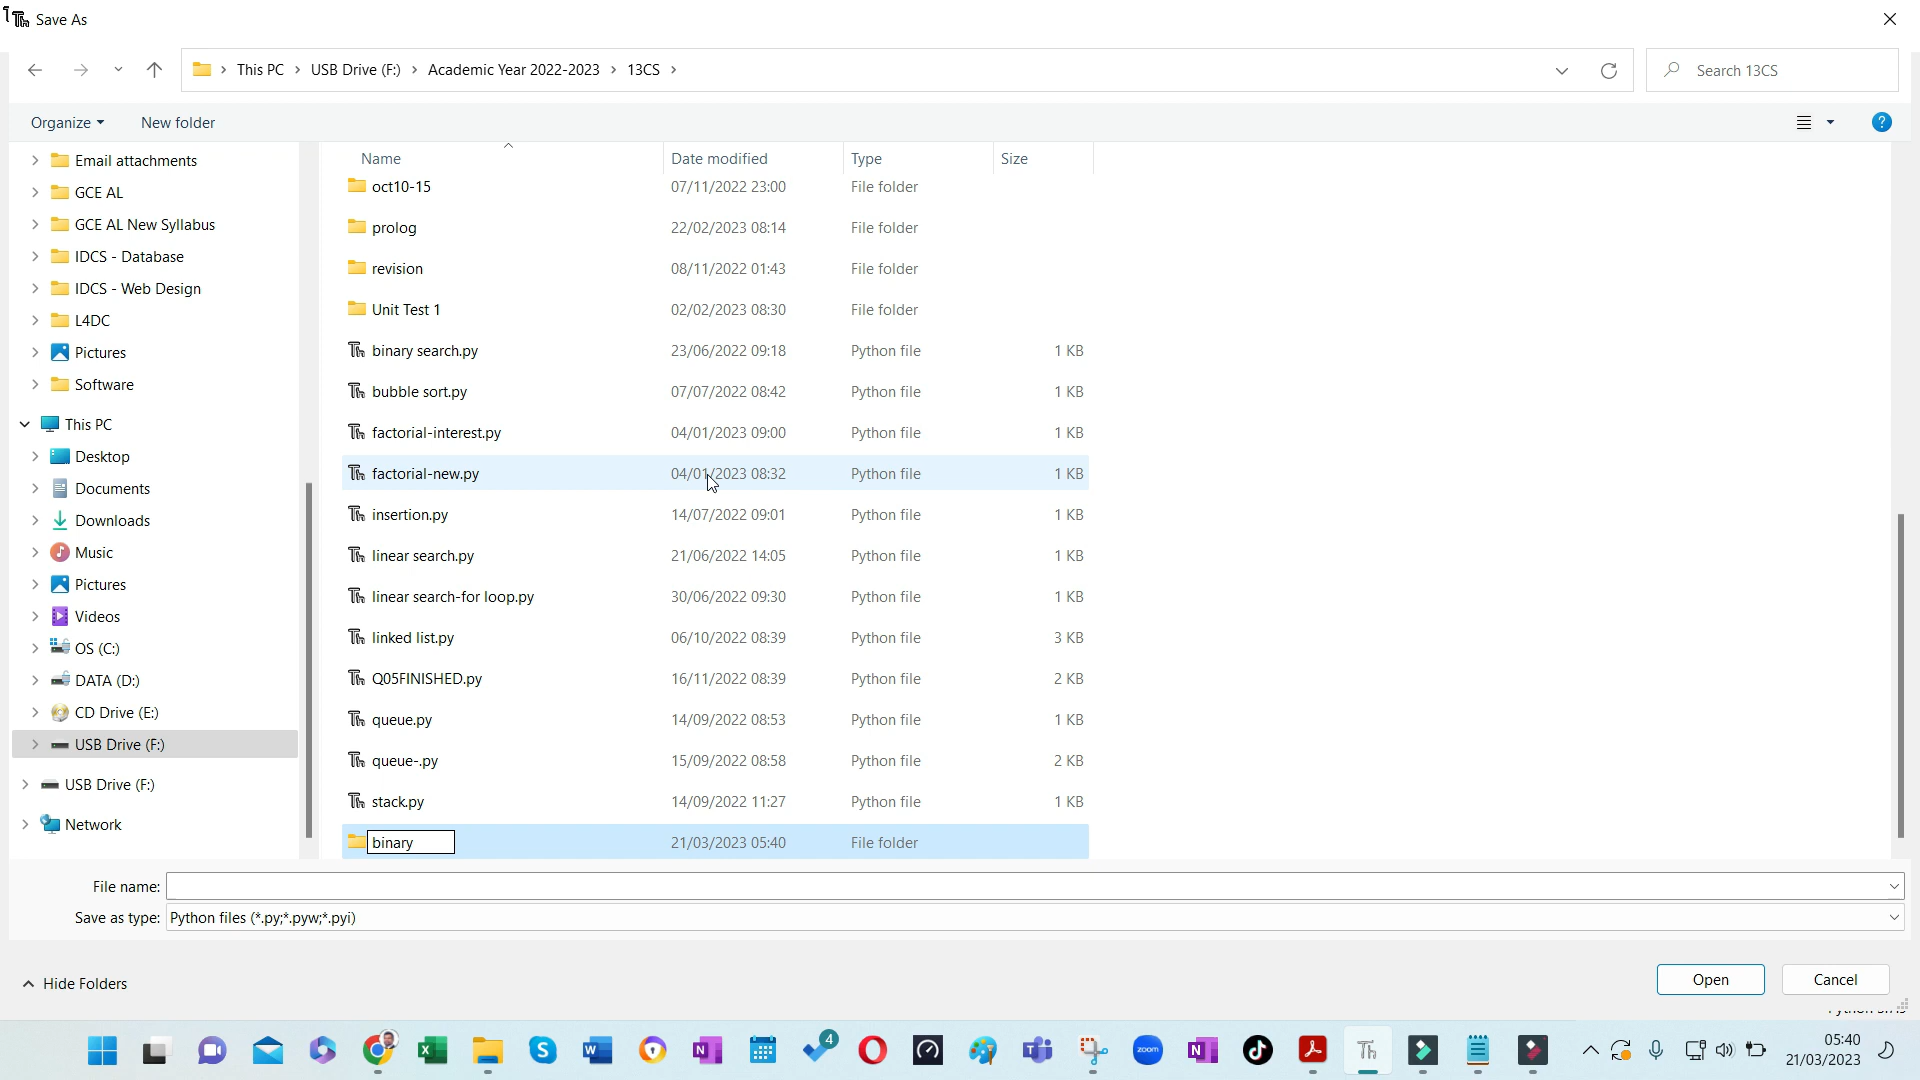 Save As
This PC > USB Drive (F:) > Academic Year 2022-2023 > 13CS >
Search 13CS
Organize New folder
Name Date modified Type Size
Email attachments
GCE AL
GCE AL New Syllabus
IDCS - Database
IDCS - Web Design
L4DC
Pictures
Software
This PC
Desktop
Documents
Downloads
Music
Pictures
Videos
OS (C:)
DATA (D:)
CD Drive (E:)
USB Drive (F:)
USB Drive (F:)
Network
oct10-15 07/11/2022 23:00 File folder
prolog 22/02/2023 08:14 File folder
revision 08/11/2022 01:43 File folder
Unit Test 1 02/02/2023 08:30 File folder
binary search.py 23/06/2022 09:18 Python file 1 KB
bubble sort.py 07/07/2022 08:42 Python file 1 KB
factorial-interest.py 04/01/2023 09:00 Python file 1 KB
factorial-new.py 04/01/2023 08:32 Python file 1 KB
insertion.py 14/07/2022 09:01 Python file 1 KB
linear search.py 21/06/2022 14:05 Python file 1 KB
linear search-for loop.py 30/06/2022 09:30 Python file 1 KB
linked list.py 06/10/2022 08:39 Python file 3 KB
Q05FINISHED.py 16/11/2022 08:39 Python file 2 KB
queue.py 14/09/2022 08:53 Python file 1 KB
queue-.py 15/09/2022 08:58 Python file 2 KB
stack.py 14/09/2022 11:27 Python file 1 KB
binary 21/03/2023 05:40 File folder
File name:
Save as type: Python files (*.py;*.pyw;*.pyi)
Hide Folders
Open Cancel
zoom
4
05:40
21/03/2023